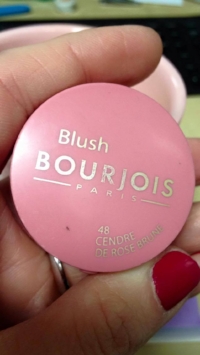 Blush
BOURJOIS
PARIS
48
CENDRE
DE ROSE BRUNE